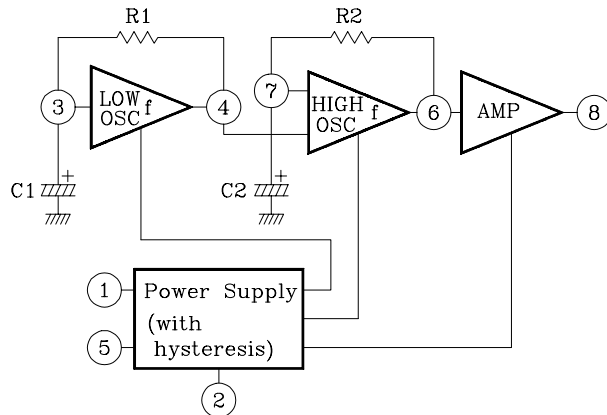 R1
R2
3
LOW f
OSC
4
7
HIGH f
OSC
6
AMP
8
+
C1
+
C2
1
Power Supply
(with
hysteresis)
5
2